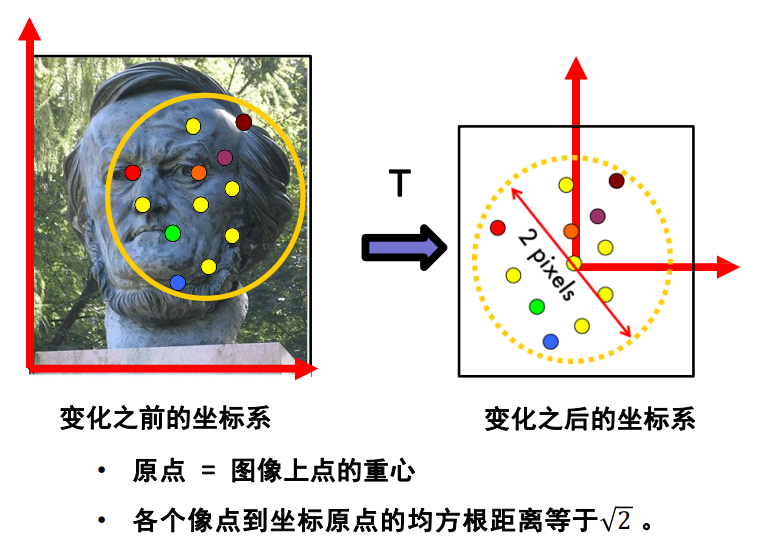 T
2 pixels
变化之前的坐标系
变化之后的坐标系
• 原点 = 图像上点的重心
• 各个像点到坐标原点的均方根距离等于√2 。